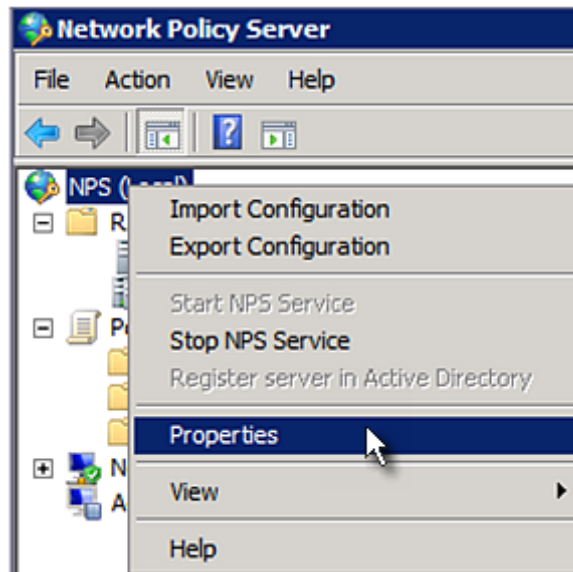 Network Policy Server
File Action View Help
NPS (Local)
Import Configuration
Export Configuration
R
Start NPS Service
Stop NPS Service
Po
Register server in Active Directory
Properties
N
View
A
Help